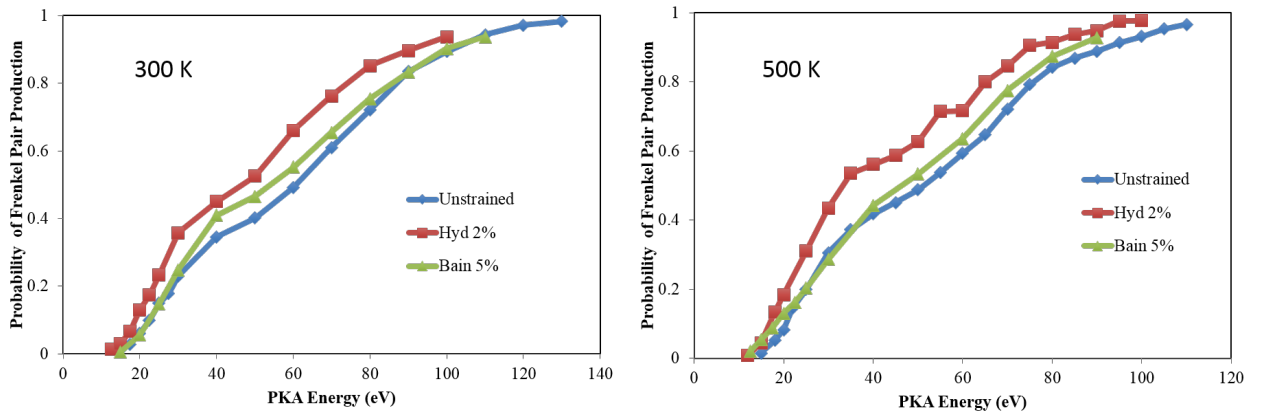 300 K
Probability of Frenkel Pair Production
1
0.8
0.6
0.4
0.2
0
0 20 40 60 80 100 120 140
PKA Energy (eV)
Unstrained
Hyd 2%
Bain 5%
500 K
Probability of Frenkel Pair Production
1
0.8
0.6
0.4
0.2
0
0 20 40 60 80 100 120
PKA Energy (eV)
Unstrained
Hyd 2%
Bain 5%